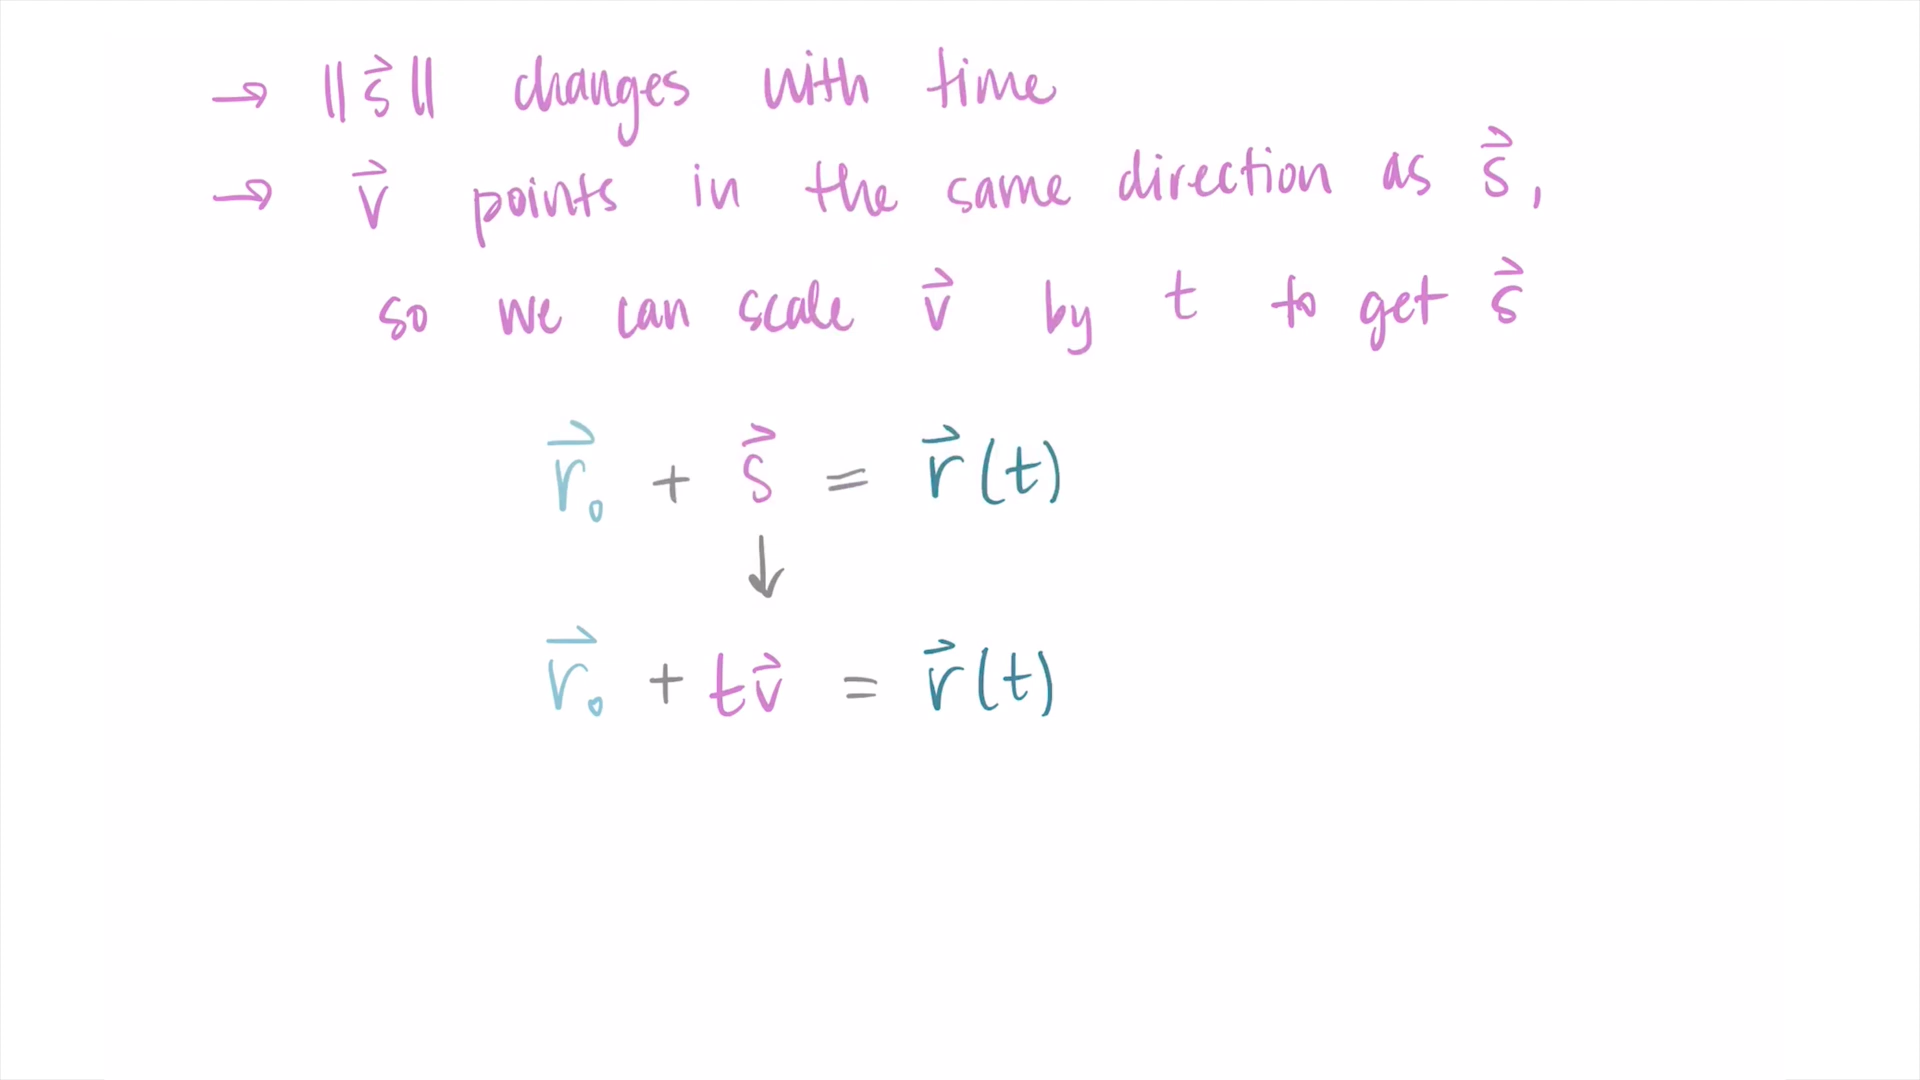 → ||s⃗|| changes with time
→ v⃗ points in the same direction as s⃗,
so we can scale v⃗ by t to get s⃗
r⃗₀ + s⃗ = r⃗(t)
↓
r⃗₀ + tv⃗ = r⃗(t)